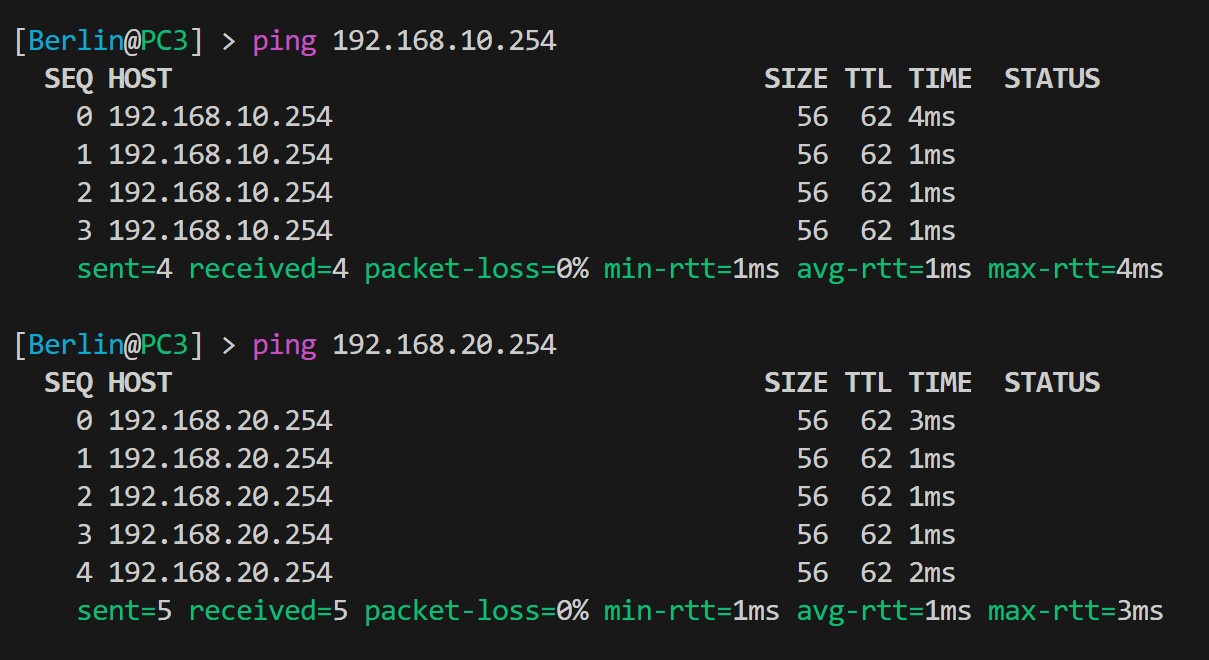 [Berlin@PC3] > ping 192.168.10.254
SEQ HOST SIZE TTL TIME STATUS
0 192.168.10.254 56 62 4ms
1 192.168.10.254 56 62 1ms
2 192.168.10.254 56 62 1ms
3 192.168.10.254 56 62 1ms
sent=4 received=4 packet-loss=0% min-rtt=1ms avg-rtt=1ms max-rtt=4ms
[Berlin@PC3] > ping 192.168.20.254
SEQ HOST SIZE TTL TIME STATUS
0 192.168.20.254 56 62 3ms
1 192.168.20.254 56 62 1ms
2 192.168.20.254 56 62 1ms
3 192.168.20.254 56 62 1ms
4 192.168.20.254 56 62 2ms
sent=5 received=5 packet-loss=0% min-rtt=1ms avg-rtt=1ms max-rtt=3ms